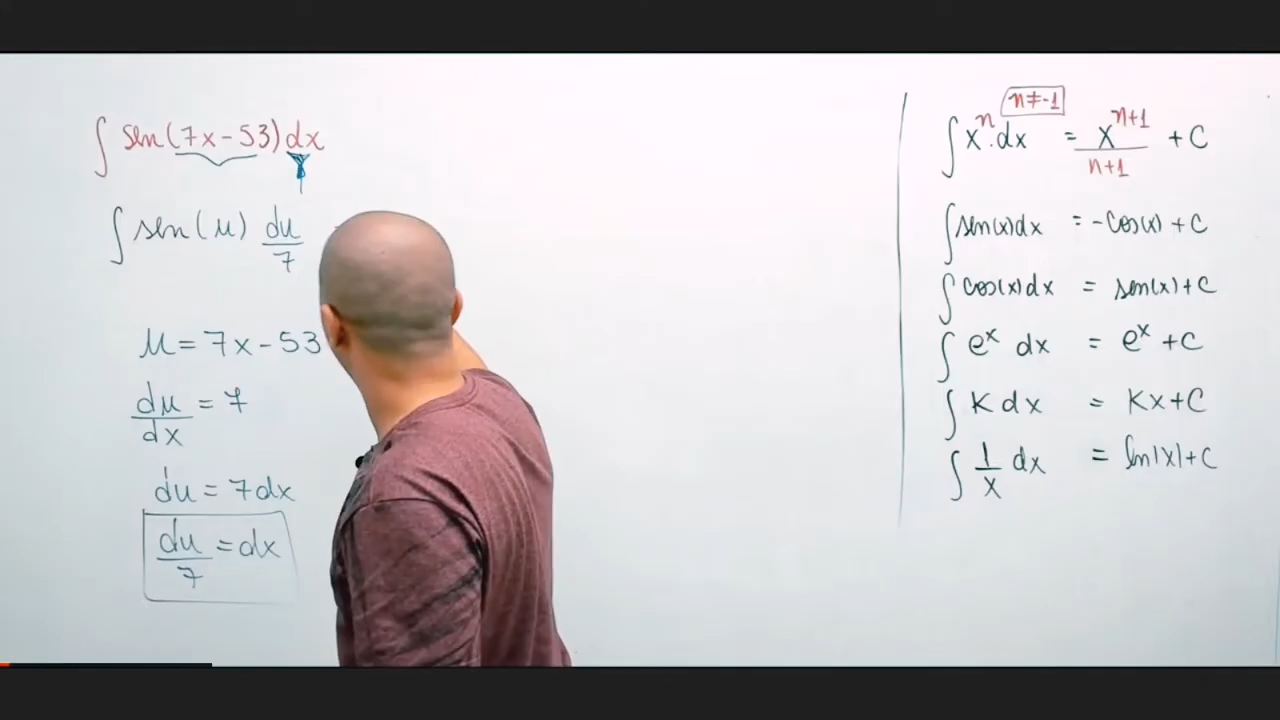 ∫ sen(7x-53)dx
∫ sen(u) du/7
u = 7x - 53
du/dx = 7
du = 7dx
du/7 = dx
n≠-1
∫ xⁿ.dx = xⁿ⁺¹/n+1 + C
∫ sen(x)dx = -cos(x) + C
∫ cos(x)dx = sen(x) + C
∫ eˣ dx = eˣ + C
∫ K dx = Kx + C
∫ 1/x dx = ln|x| + C